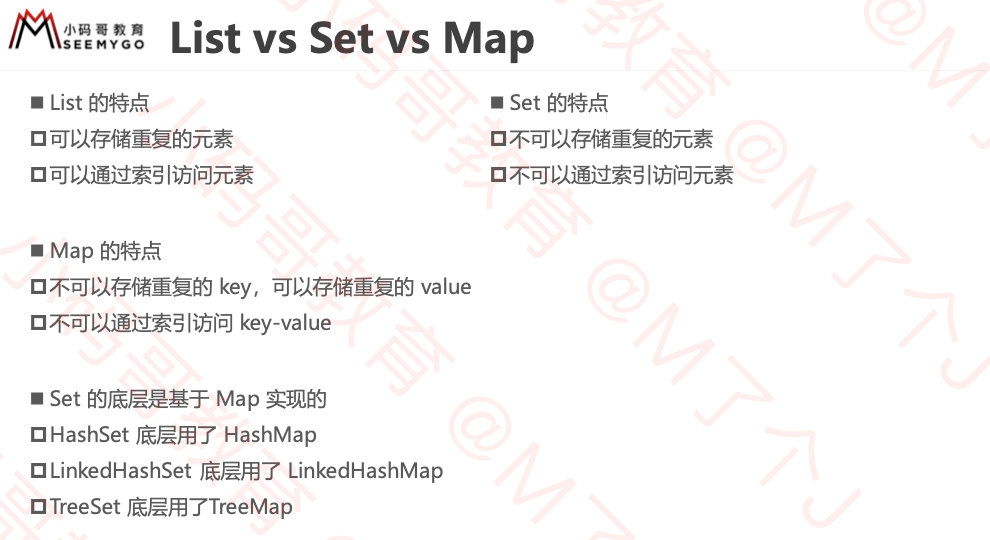 小码哥教育
SEEMYGO
List vs Set vs Map
List 的特点
可以存储重复的元素
可以通过索引访问元素
Set 的特点
不可以存储重复的元素
不可以通过索引访问元素
Map 的特点
不可以存储重复的 key，可以存储重复的 value
不可以通过索引访问 key-value
Set 的底层是基于 Map 实现的
HashSet 底层用了 HashMap
LinkedHashSet 底层用了 LinkedHashMap
TreeSet 底层用了TreeMap
小码哥教育 @M了个J